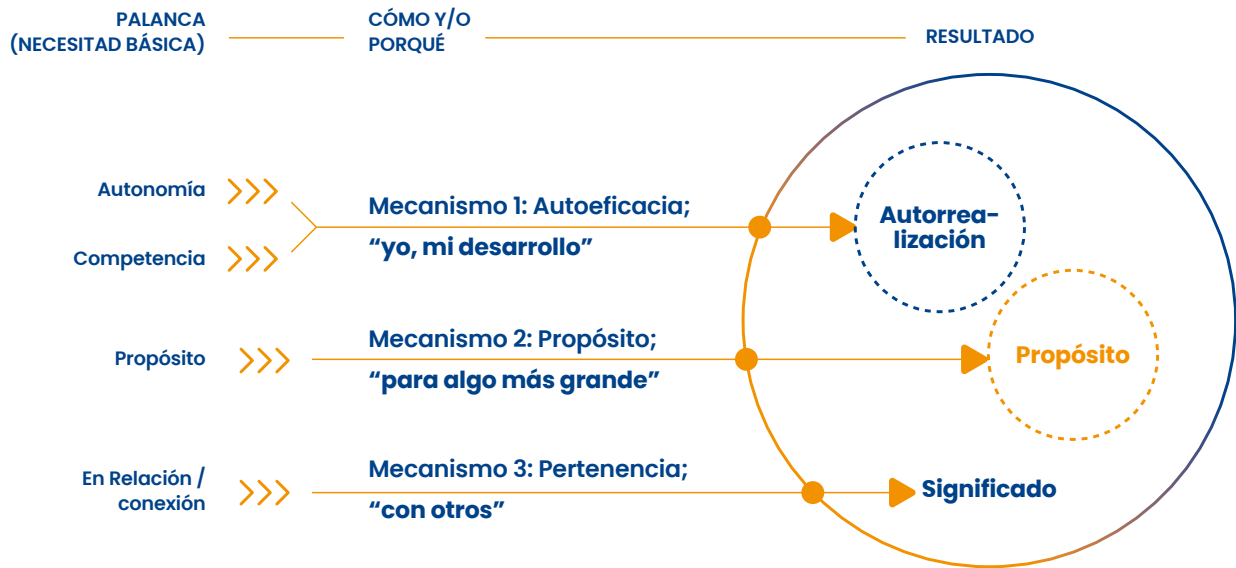 PALANCA
(NECESITAD BÁSICA)
CÓMO Y/O
PORQUÉ
RESULTADO
Autonomía
Competencia
Mecanismo 1: Autoeficacia;
“yo, mi desarrollo”
Autorrea-
lización
Propósito
Mecanismo 2: Propósito;
“para algo más grande”
Propósito
En Relación /
conexión
Mecanismo 3: Pertenencia;
“con otros”
Significado